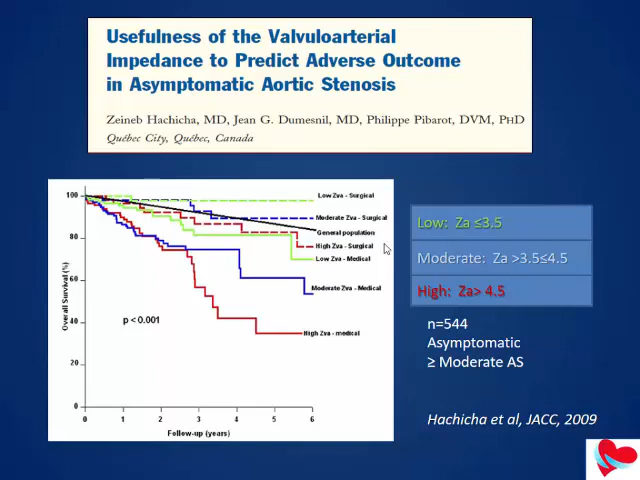 Usefulness of the Valvuloarterial
Impedance to Predict Adverse Outcome
in Asymptomatic Aortic Stenosis
Zeineb Hachicha, MD, Jean G. Dumesnil, MD, Philippe Pibarot, DVM, PHD
Québec City, Québec, Canada
100
80
60
40
20
0
Overall Survival (%)
Low Zva - Surgical
Moderate Zva - Surgical
General population
High Zva - Surgical
Low Zva - Medical
Moderate Zva - Medical
High Zva - medical
p < 0.001
0 1 2 3 4 5 6
Follow-up (years)
Low: Za ≤3.5
Moderate: Za >3.5≤4.5
High: Za> 4.5
n=544
Asymptomatic
≥ Moderate AS
Hachicha et al, JACC, 2009